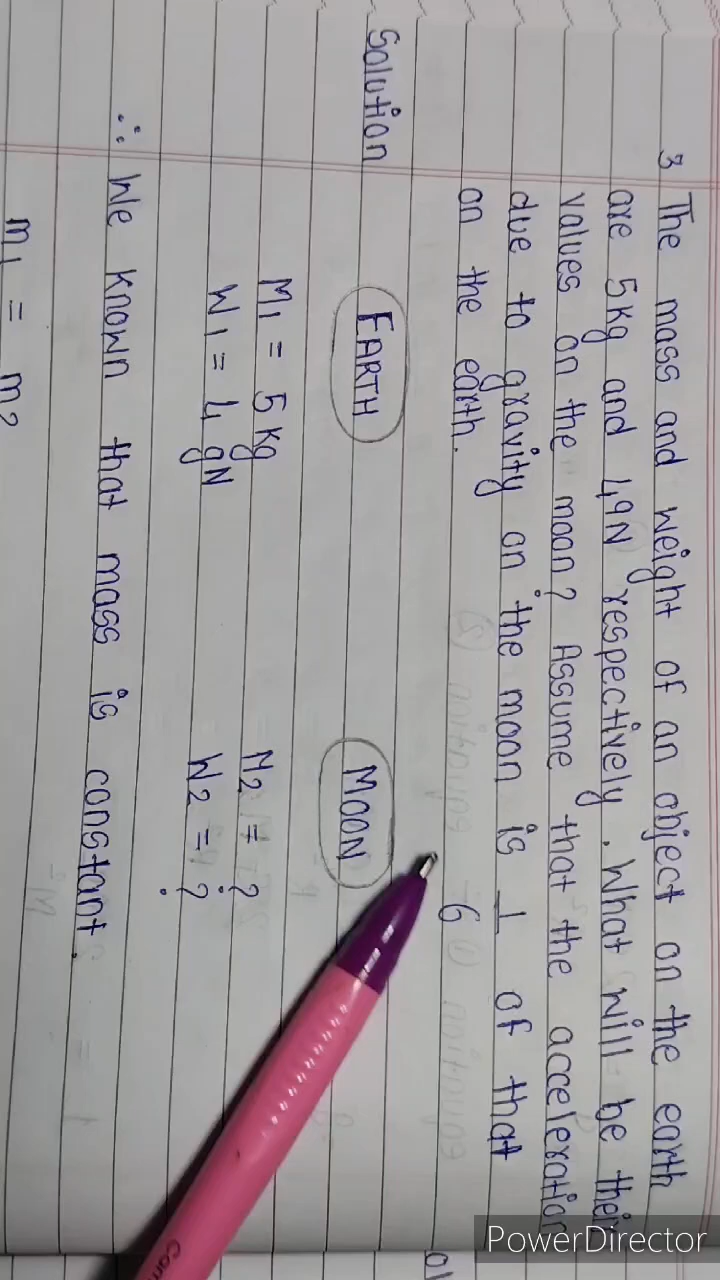 3 The mass and weight of an object on the earth
are 5kg and 49N respectively. What will be their
values on the moon? Assume that the acceleration
due to gravity on the moon is 1/6 of that
on the earth.
Solution
EARTH MOON
M1 = 5 kg M2 = ?
W1 = 49N W2 = ?
∴ We known that mass is constant.
m1 = m2
PowerDirector